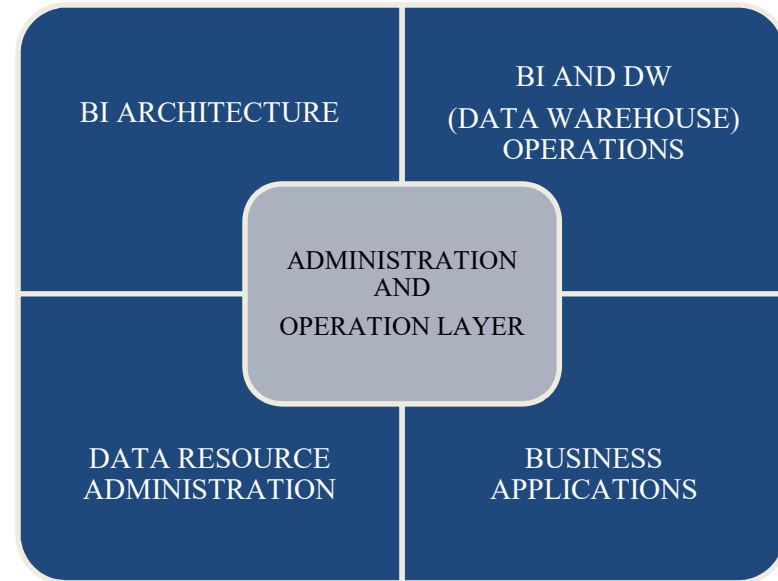 BI ARCHITECTURE
BI AND DW
(DATA WAREHOUSE)
OPERATIONS
ADMINISTRATION
AND
OPERATION LAYER
DATA RESOURCE
ADMINISTRATION
BUSINESS
APPLICATIONS